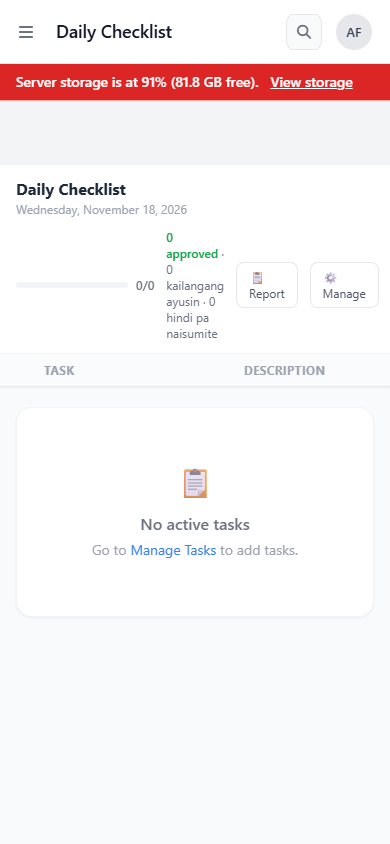 Daily Checklist
AF
Server storage is at 91% (81.8 GB free). View storage
Daily Checklist
Wednesday, November 18, 2026
0/0
0
approved ·
0
kailangang
ayusin · 0
hindi pa
naisumite
Report
Manage
TASK
DESCRIPTION
No active tasks
Go to Manage Tasks to add tasks.